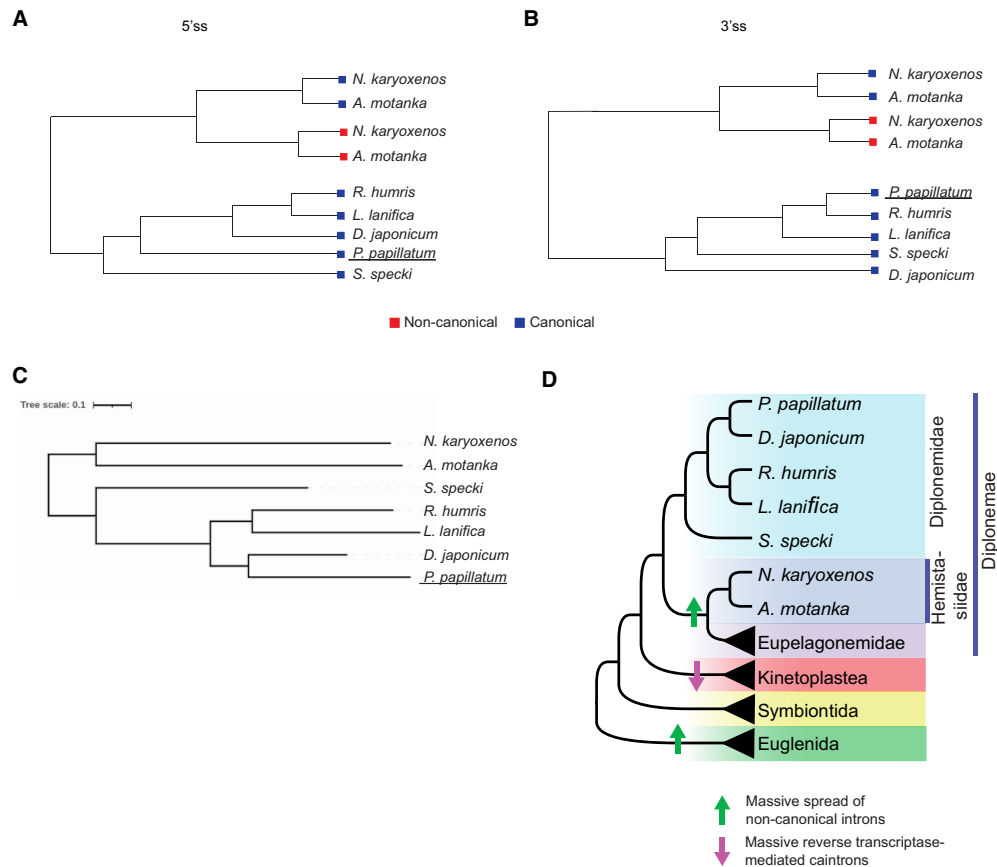 A
5'ss
N. karyoxenos
A. motanka
N. karyoxenos
A. motanka
R. humris
L. lanifica
D. japonicum
P. papillatum
S. specki
B
3'ss
N. karyoxenos
A. motanka
N. karyoxenos
A. motanka
P. papillatum
R. humris
L. lanifica
S. specki
D. japonicum
Non-canonical
Canonical
C
Tree scale: 0.1
N. karyoxenos
A. motanka
S. specki
R. humris
L. lanifica
D. japonicum
P. papillatum
D
P. papillatum
D. japonicum
R. humris
L. lanifica
S. specki
N. karyoxenos
A. motanka
Eupelagonemidae
Kinetoplastea
Symbiontida
Euglenida
Diplonemidae
Hemista-
siidae
Diplonemae
Massive spread of
non-canonical introns
Massive reverse transcriptase-
mediated caintrons